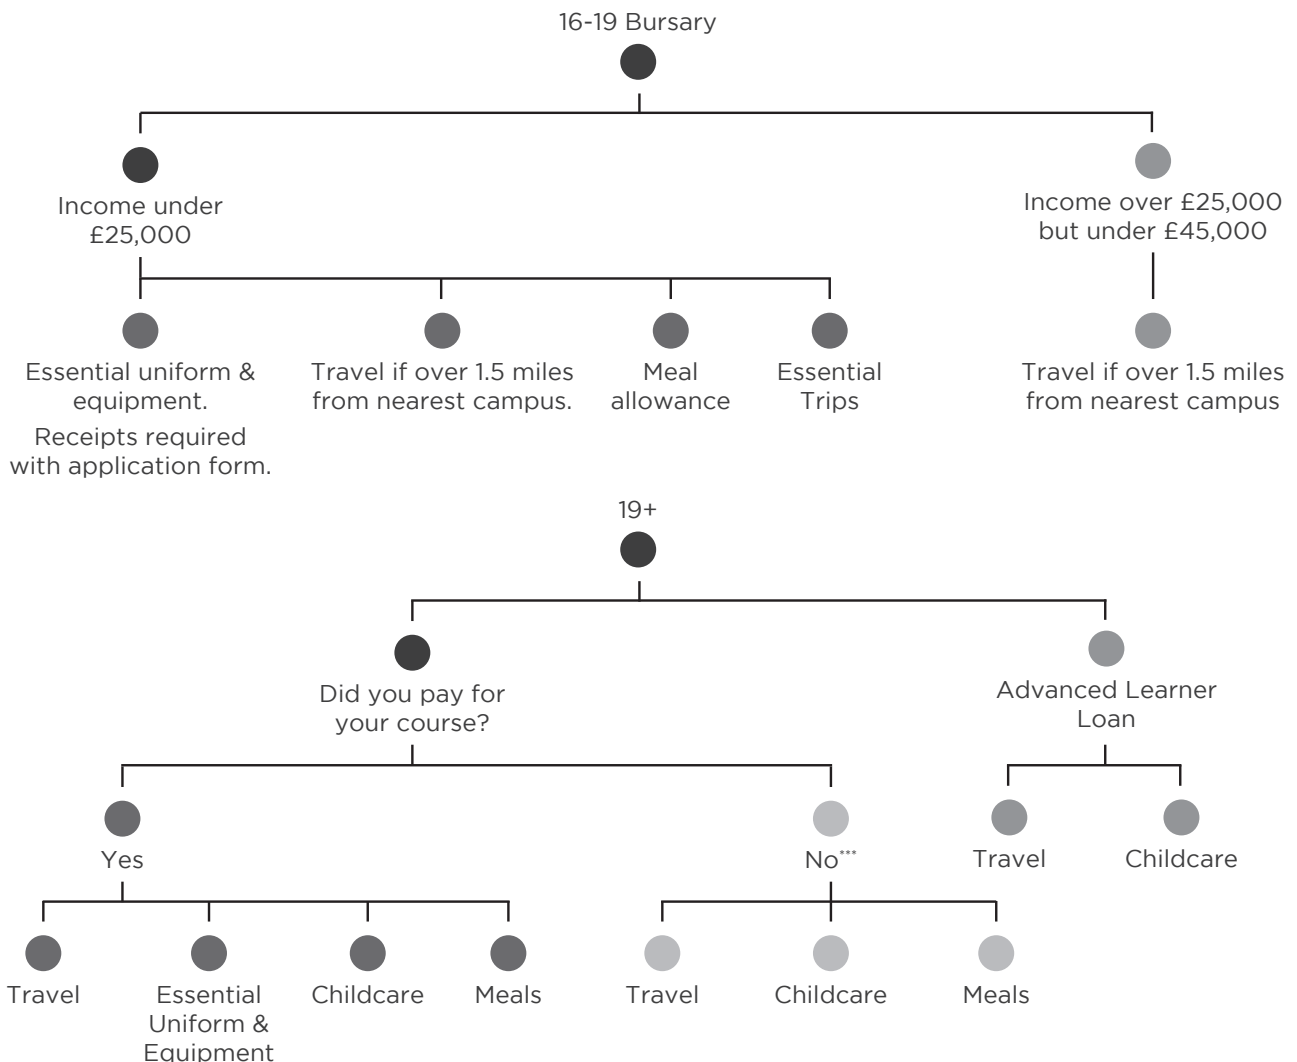 16-19 Bursary
Income under
£25,000
Income over £25,000
but under £45,000
Essential uniform &
equipment.
Receipts required
with application form.
Travel if over 1.5 miles
from nearest campus.
Meal
allowance
Essential
Trips
Travel if over 1.5 miles
from nearest campus
19+
Did you pay for
your course?
Advanced Learner
Loan
Yes
No***
Travel
Childcare
Travel
Essential
Uniform &
Equipment
Childcare
Meals
Travel
Childcare
Meals